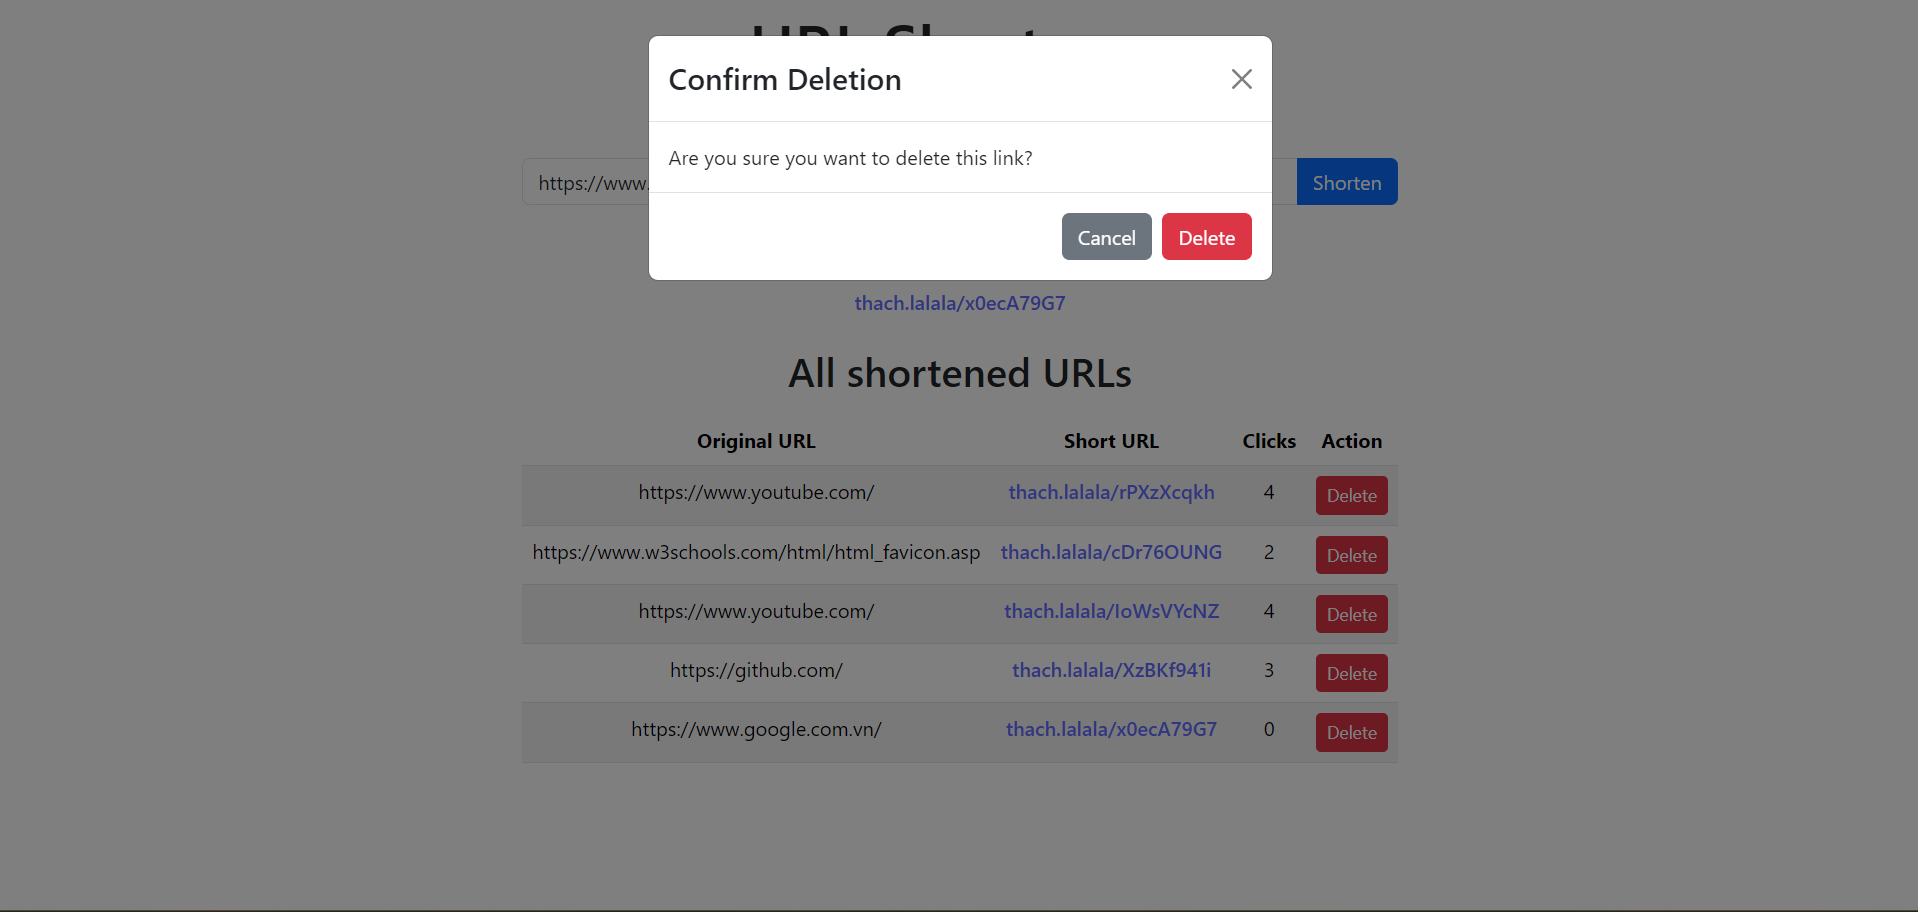 Confirm Deletion
Are you sure you want to delete this link?
https://www.
Shorten
Cancel Delete
thach.lalala/x0ecA79G7
All shortened URLs
Original URL Short URL Clicks Action
https://www.youtube.com/ thach.lalala/rPXzXcqkh 4 Delete
https://www.w3schools.com/html/html_favicon.asp thach.lalala/cDr76OUNG 2 Delete
https://www.youtube.com/ thach.lalala/IoWsVYcNZ 4 Delete
https://github.com/ thach.lalala/XzBKf941i 3 Delete
https://www.google.com.vn/ thach.lalala/x0ecA79G7 0 Delete